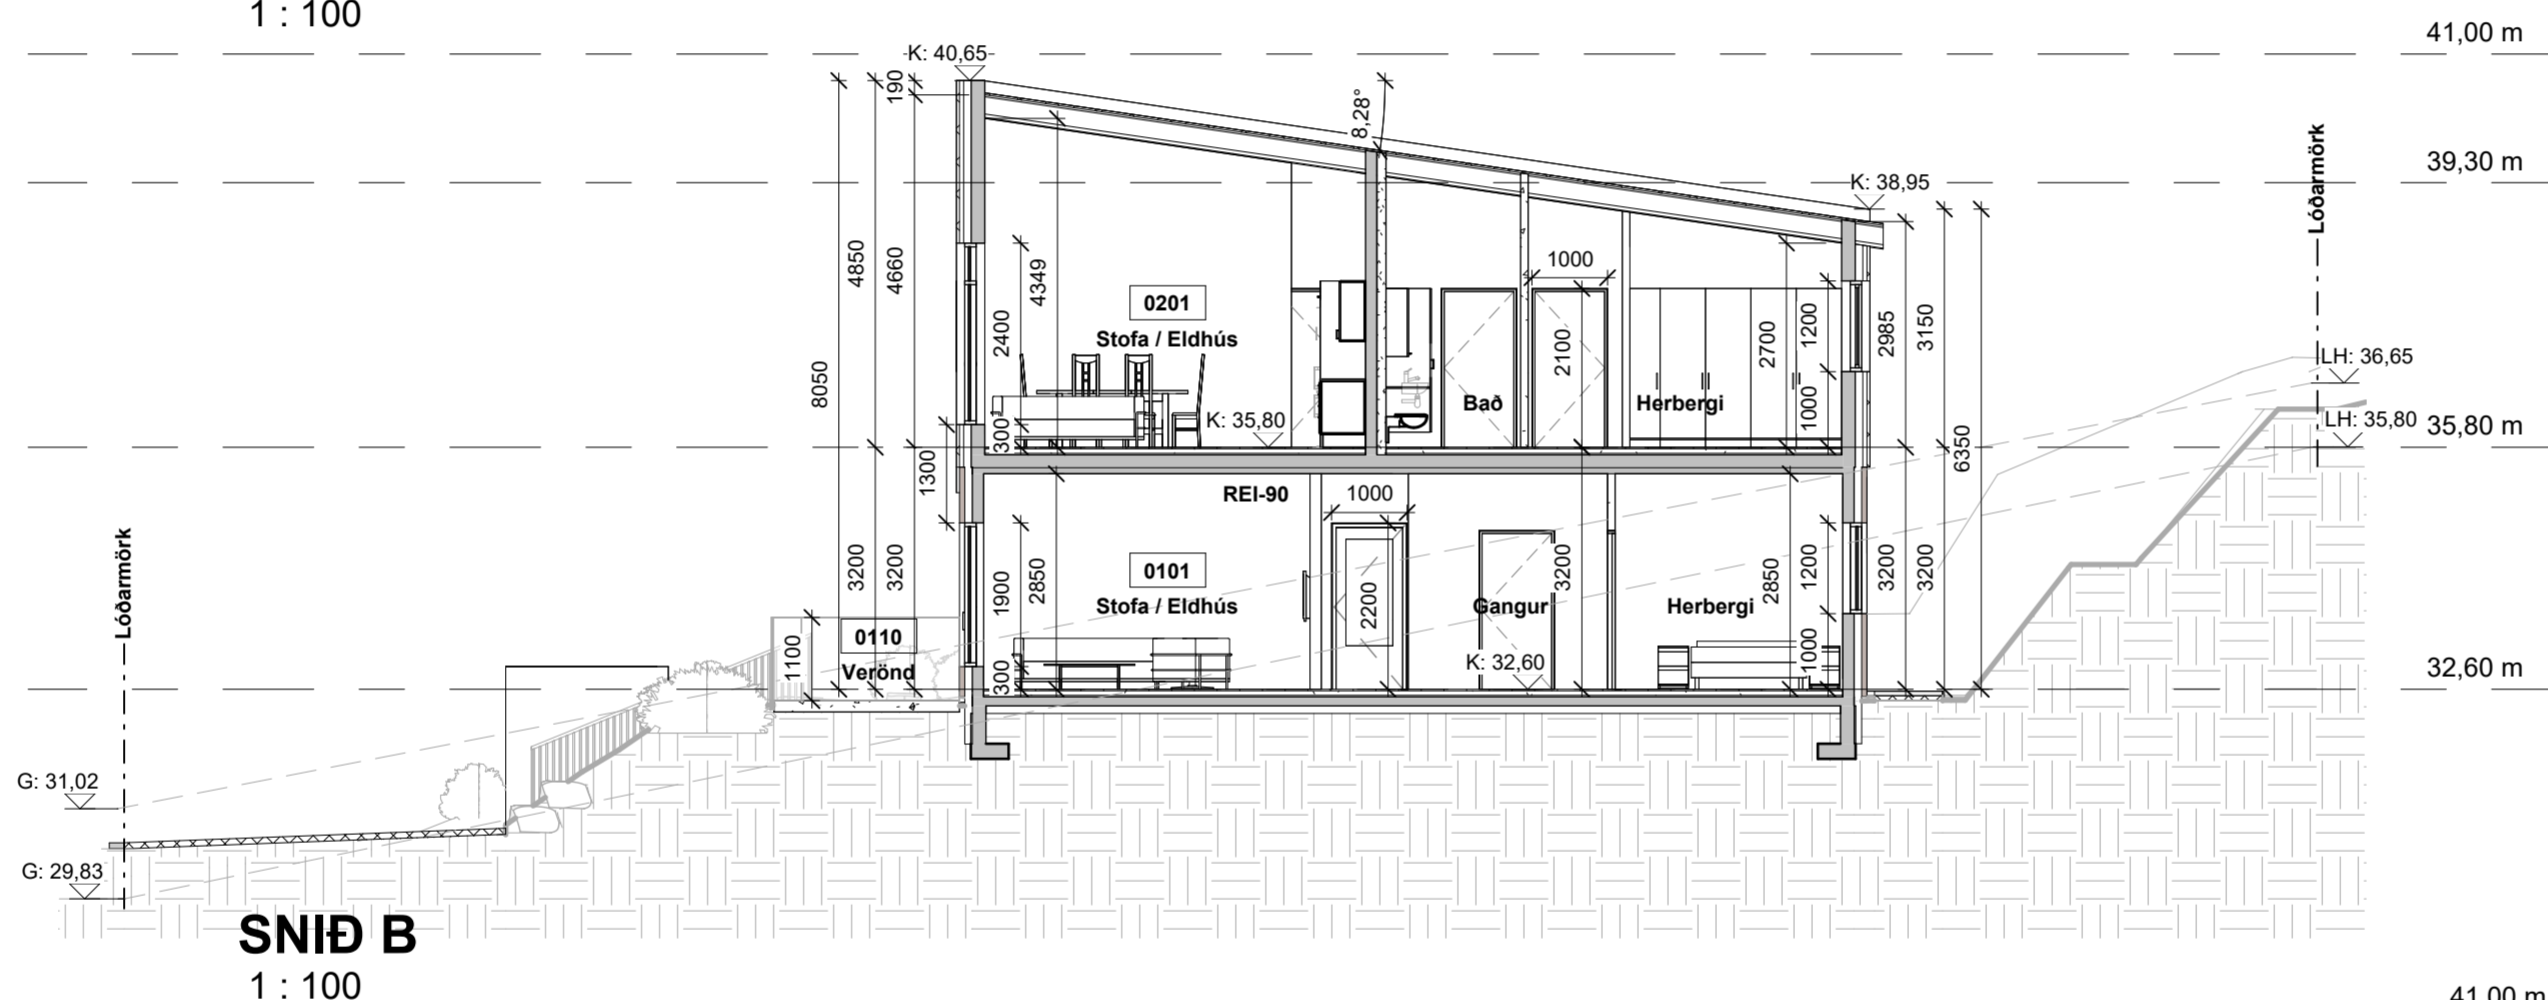 1 : 100
41,00 m
K: 40,65
190
8,28°
39,30 m
K: 38,95
Lóðarmörk
4850
4660
4349
2400
8050
0201
Stofa / Eldhús
1000
2100
2700
1200
2985
3150
LH: 36,65
Bað
Herbergi
1000
K: 35,80
300
LH: 35,80
35,80 m
6350
1300
REI-90
1000
Lóðarmörk
3200
3200
1900
2850
0101
Stofa / Eldhús
2200
Gangur
3200
Herbergi
2850
1200
3200
3200
0110
Verönd
1100
300
K: 32,60
1000
32,60 m
G: 31,02
G: 29,83
SNIÐ B
1 : 100
41,00 m